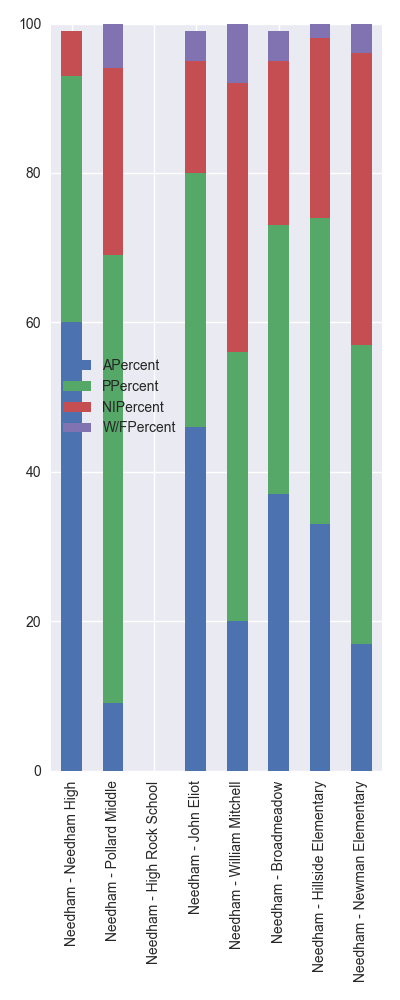 100
80
60
40
20
0
APercent
PPercent
NIPercent
W/FPercent
Needham - Needham High
Needham - Pollard Middle
Needham - High Rock School
Needham - John Eliot
Needham - William Mitchell
Needham - Broadmeadow
Needham - Hillside Elementary
Needham - Newman Elementary